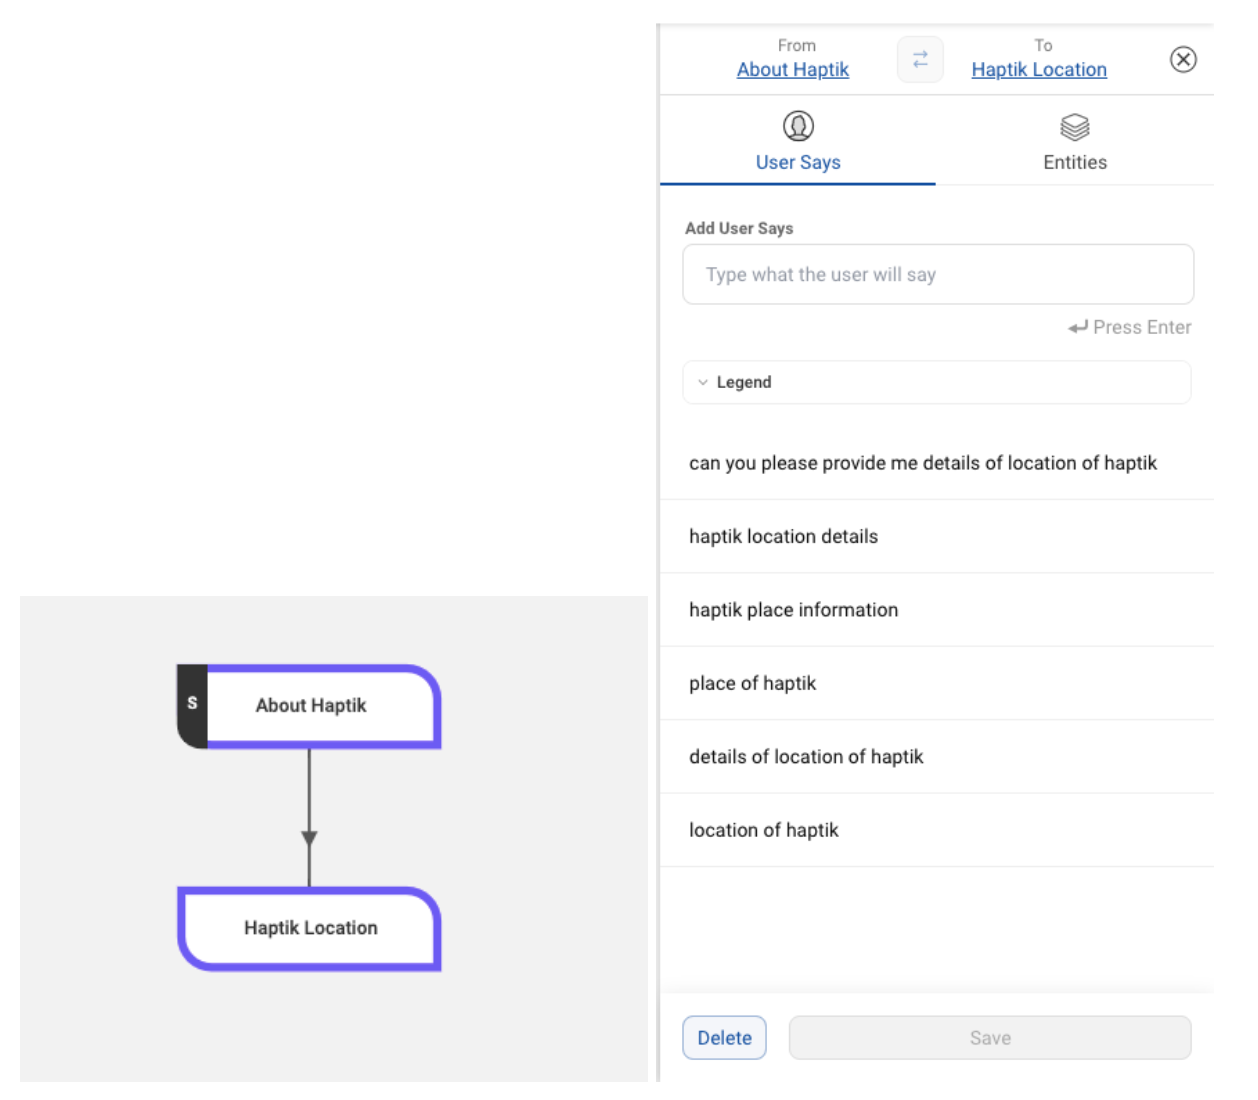 From
To
About Haptik
Haptik Location
User Says
Entities
Add User Says
Type what the user will say
Press Enter
Legend
can you please provide me details of location of haptik
haptik location details
haptik place information
place of haptik
details of location of haptik
location of haptik
Delete
Save
S
About Haptik
Haptik Location